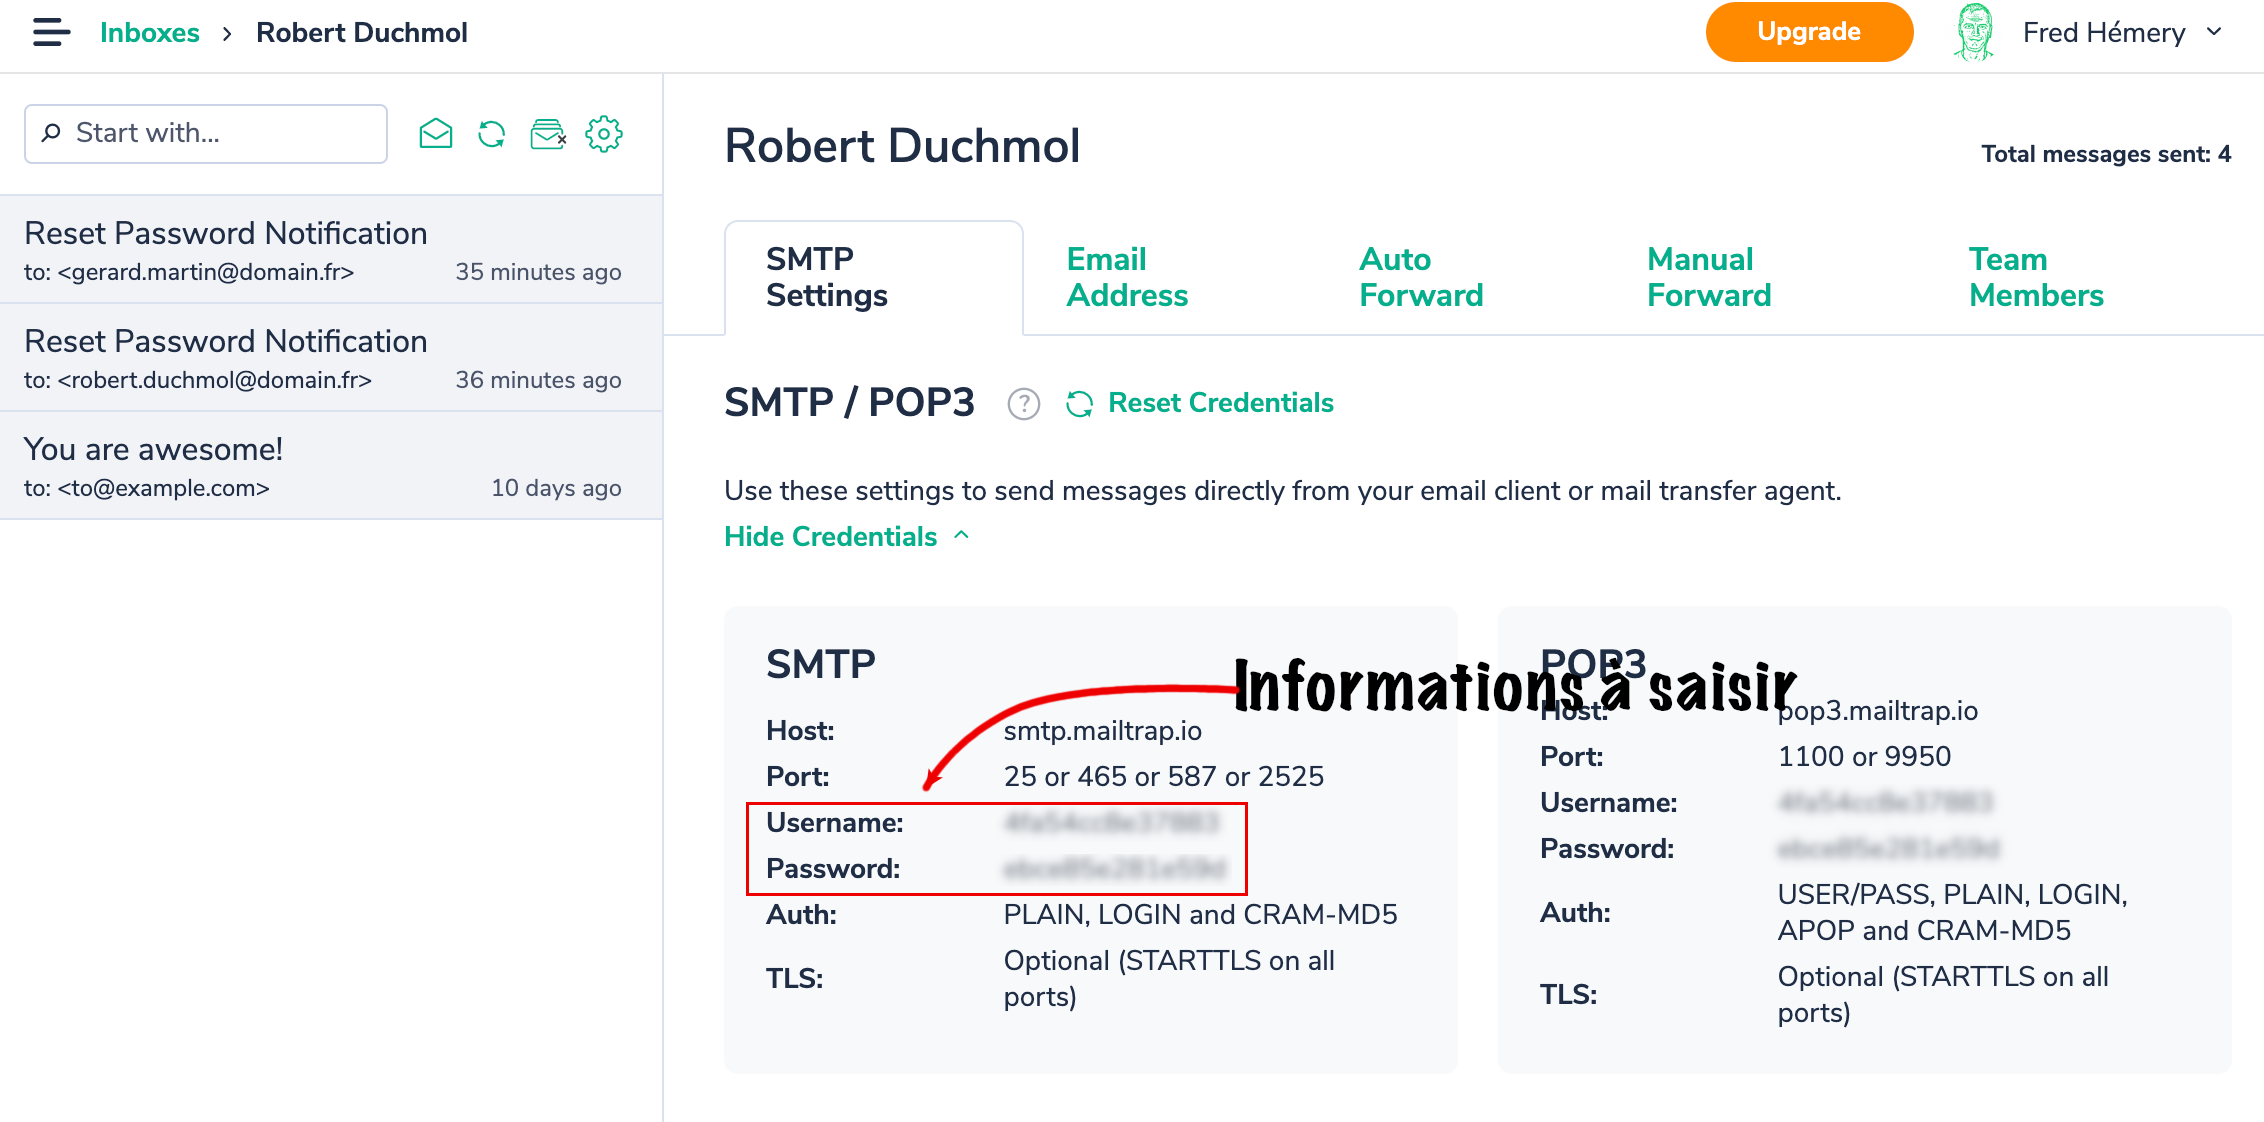 Inboxes > Robert Duchmol
Upgrade
Fred Hémery
Start with...
Reset Password Notification
to: <gerard.martin@domain.fr> 35 minutes ago
Reset Password Notification
to: <robert.duchmol@domain.fr> 36 minutes ago
You are awesome!
to: <to@example.com> 10 days ago
Robert Duchmol
Total messages sent: 4
SMTP
Settings
Email
Address
Auto
Forward
Manual
Forward
Team
Members
SMTP / POP3 ? Reset Credentials
Use these settings to send messages directly from your email client or mail transfer agent.
Hide Credentials
Informations à saisir
SMTP
Host: smtp.mailtrap.io
Port: 25 or 465 or 587 or 2525
Username:
Password:
Auth: PLAIN, LOGIN and CRAM-MD5
TLS: Optional (STARTTLS on all
ports)
POP3
Host: pop3.mailtrap.io
Port: 1100 or 9950
Username:
Password:
Auth: USER/PASS, PLAIN, LOGIN,
APOP and CRAM-MD5
TLS: Optional (STARTTLS on all
ports)